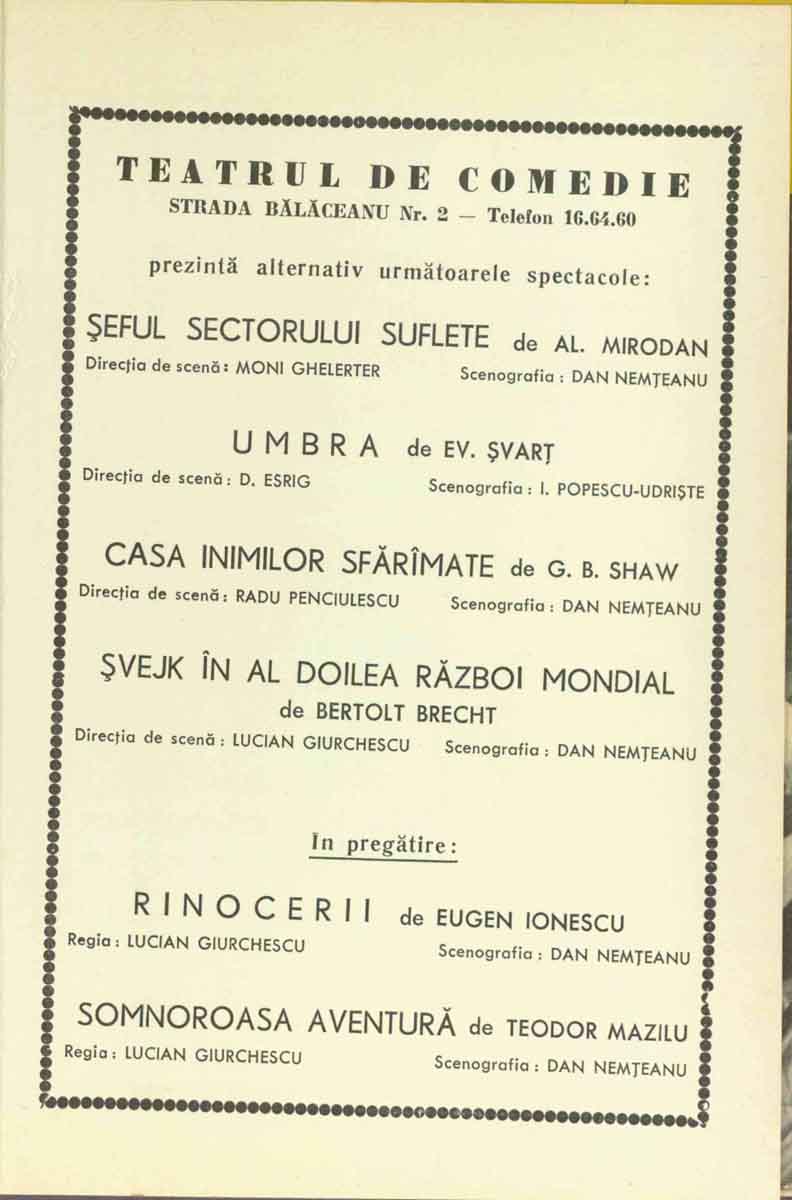 TEATRUL DE COMEDIE
STRADA BĂLĂCEANU Nr. 2 — Telefon 16.64.60
prezintă alternativ următoarele spectacole:
ŞEFUL SECTORULUI SUFLETE de AL. MIRODAN
Direcţia de scenă: MONI GHELERTER Scenografia: DAN NEMŢEANU
UMBRA de EV. ŞVARŢ
Direcţia de scenă: D. ESRIG Scenografia: I. POPESCU-UDRIŞTE
CASA INIMILOR SFĂRÎMATE de G. B. SHAW
Direcţia de scenă: RADU PENCIULESCU Scenografia: DAN NEMŢEANU
ŞVEJK ÎN AL DOILEA RĂZBOI MONDIAL
de BERTOLT BRECHT
Direcţia de scenă: LUCIAN GIURCHESCU Scenografia: DAN NEMŢEANU
În pregătire:
RINOCERII de EUGEN IONESCU
Regia: LUCIAN GIURCHESCU Scenografia: DAN NEMŢEANU
SOMNOROASA AVENTURĂ de TEODOR MAZILU
Regia: LUCIAN GIURCHESCU Scenografia: DAN NEMŢEANU